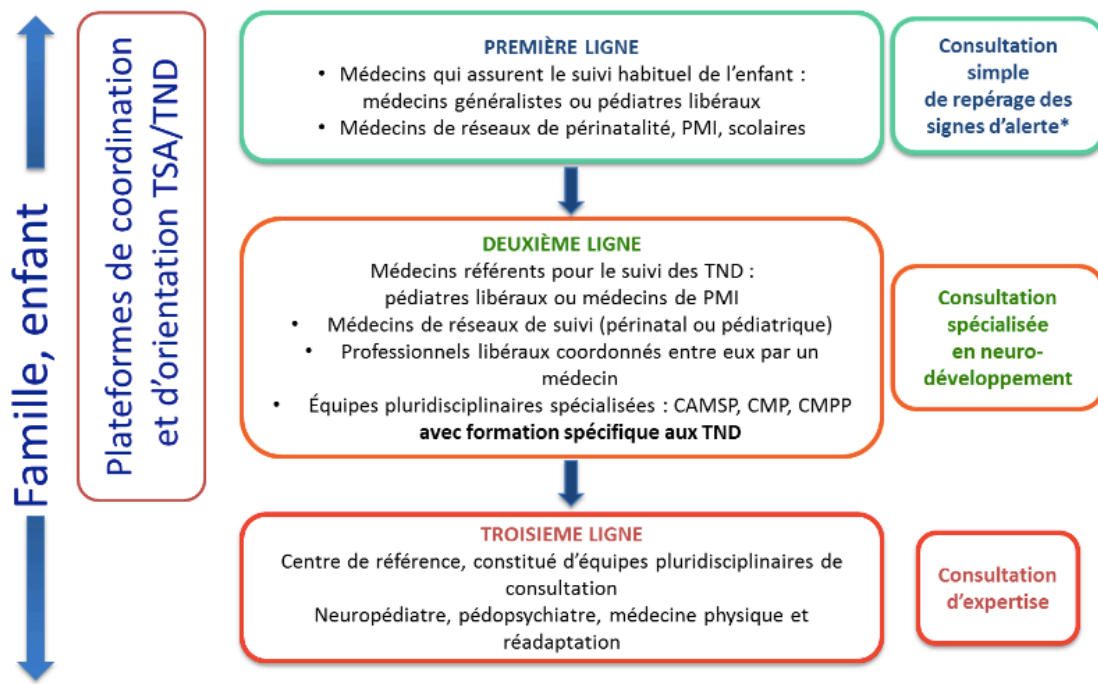 Famille, enfant
Plateformes de coordination
et d'orientation TSA/TND
PREMIÈRE LIGNE
• Médecins qui assurent le suivi habituel de l'enfant :
médecins généralistes ou pédiatres libéraux
• Médecins de réseaux de périnatalité, PMI, scolaires
Consultation
simple
de repérage des
signes d'alerte*
DEUXIÈME LIGNE
Médecins référents pour le suivi des TND :
pédiatres libéraux ou médecins de PMI
• Médecins de réseaux de suivi (périnatal ou pédiatrique)
• Professionnels libéraux coordonnés entre eux par un
médecin
• Équipes pluridisciplinaires spécialisées : CAMSP, CMP, CMPP
avec formation spécifique aux TND
Consultation
spécialisée
en neuro-
développement
TROISIEME LIGNE
Centre de référence, constitué d'équipes pluridisciplinaires de
consultation
Neuropédiatre, pédopsychiatre, médecine physique et
réadaptation
Consultation
d'expertise